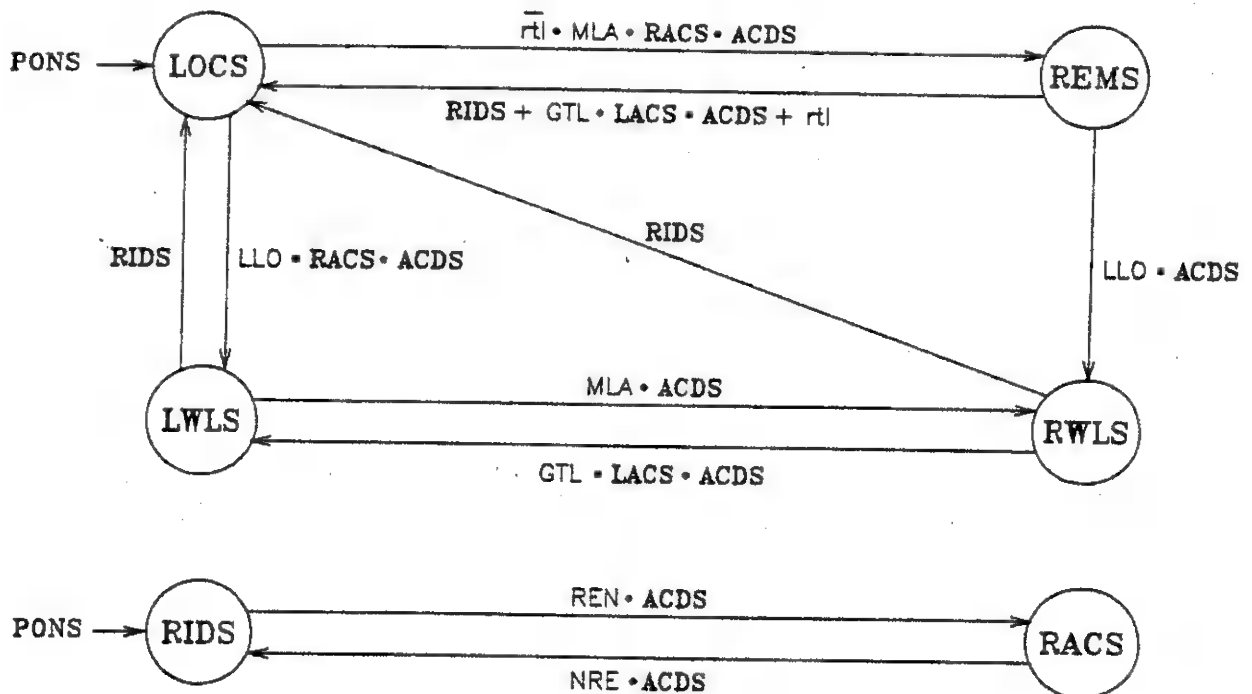 r̅t̅l̅ • MLA • RACS • ACDS
PONS
LOCS
REMS
RIDS + GTL • LACS • ACDS + rtl
RIDS
RIDS
LLO • RACS • ACDS
LLO • ACDS
MLA • ACDS
LWLS
RWLS
GTL • LACS • ACDS
REN • ACDS
PONS
RIDS
RACS
NRE • ACDS